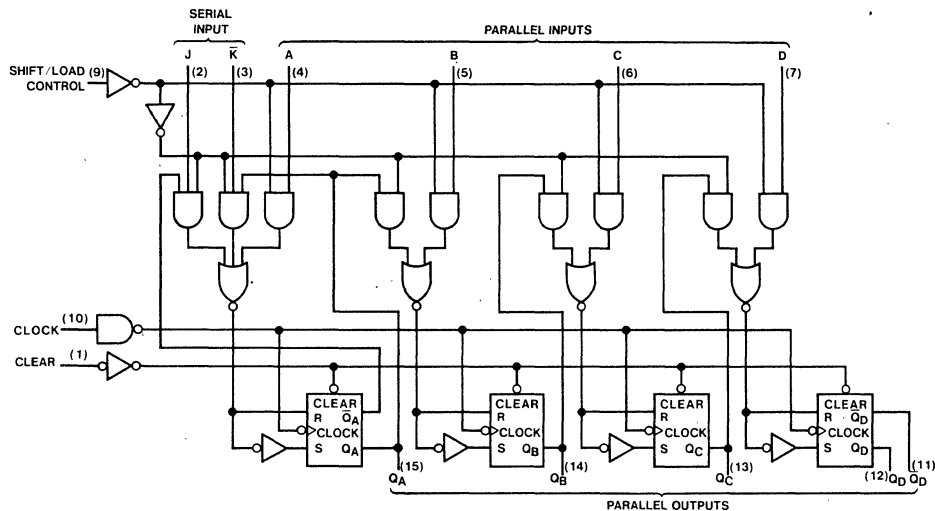 SERIAL
INPUT
PARALLEL INPUTS
J K̅ A B C D
SHIFT/LOAD (9) (2) (3) (4) (5) (6) (7)
CONTROL
CLOCK (10)
CLEAR (1)
CLEAR CLEAR CLEAR CLEAR
R Q̅A R R R Q̅D
CLOCK CLOCK CLOCK CLOCK
S QA S QB S QC S QD
(15) (14) (13) (12) QD (11)
QA QB QC Q̅D
PARALLEL OUTPUTS